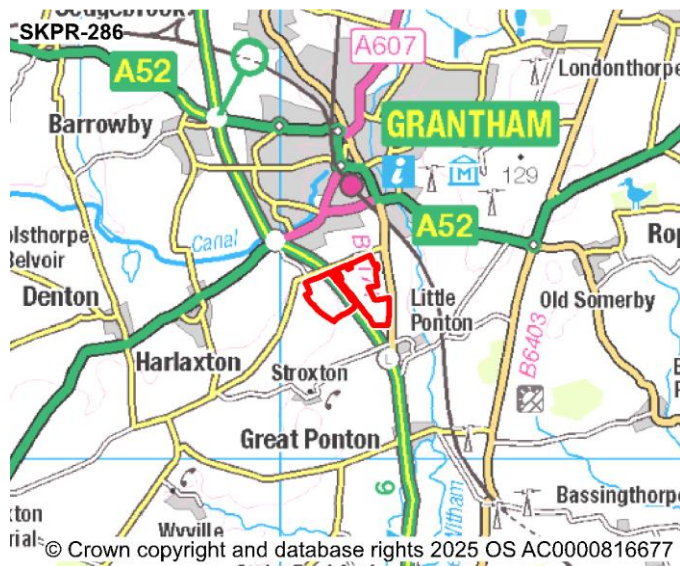 SKPR-286
A607
A52
Londonthorpe
Barrowby
GRANTHAM
129
Canal
A52
Belvoir
Denton
Little
Ponton
Old Somerby
Harlaxton
B6403
Stroxton
Great Ponton
Witham
Bassingthorpe
Wyville
© Crown copyright and database rights 2025 OS AC0000816677